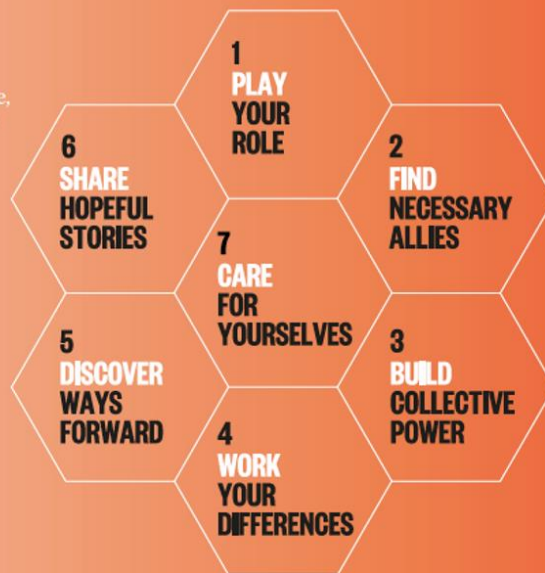 1
PLAY
YOUR
ROLE
2
FIND
NECESSARY
ALLIES
3
BUILD
COLLECTIVE
POWER
4
WORK
YOUR
DIFFERENCES
5
DISCOVER
WAYS
FORWARD
6
SHARE
HOPEFUL
STORIES
7
CARE
FOR
YOURSELVES